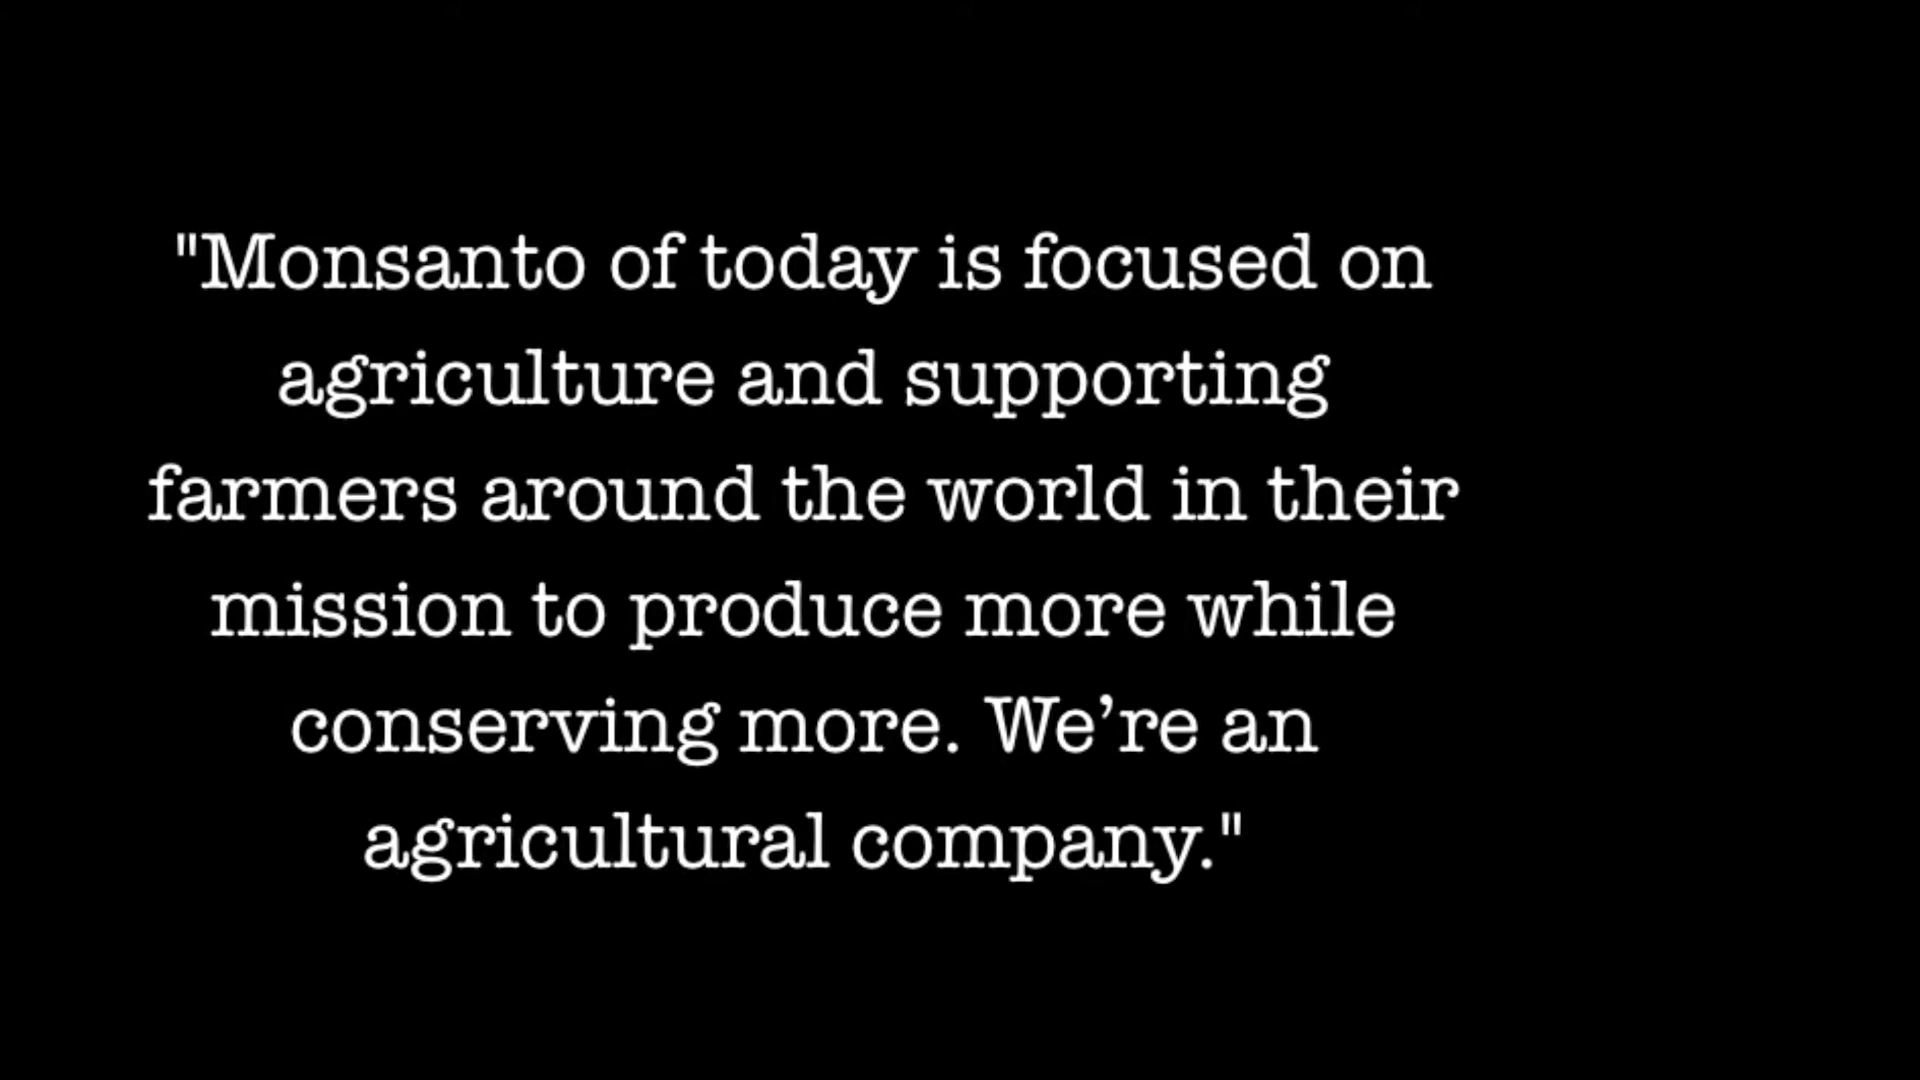 "Monsanto of today is focused on
agriculture and supporting
farmers around the world in their
mission to produce more while
conserving more. We’re an
agricultural company."